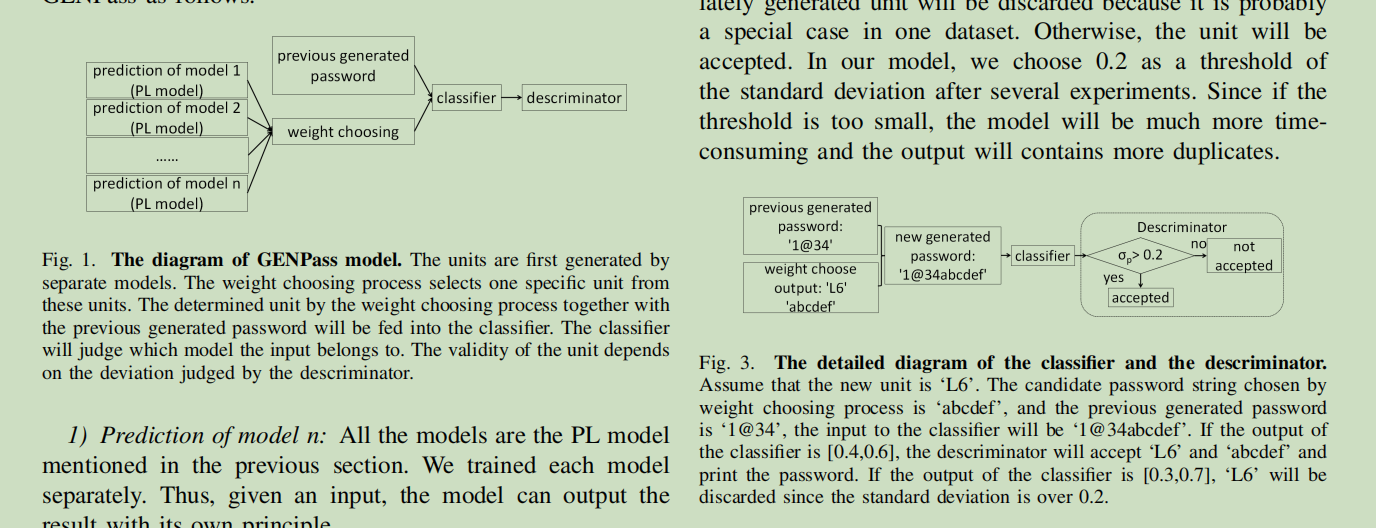 GENPass as follows.
prediction of model 1
(PL model)
prediction of model 2
(PL model)
......
prediction of model n
(PL model)
previous generated
password
weight choosing
classifier
descriminator
Fig. 1. The diagram of GENPass model. The units are first generated by
separate models. The weight choosing process selects one specific unit from
these units. The determined unit by the weight choosing process together with
the previous generated password will be fed into the classifier. The classifier
will judge which model the input belongs to. The validity of the unit depends
on the deviation judged by the descriminator.
1) Prediction of model n: All the models are the PL model
mentioned in the previous section. We trained each model
separately. Thus, given an input, the model can output the
result with its own principle.
lately generated unit will be discarded because it is probably
a special case in one dataset. Otherwise, the unit will be
accepted. In our model, we choose 0.2 as a threshold of
the standard deviation after several experiments. Since if the
threshold is too small, the model will be much more time-
consuming and the output will contains more duplicates.
previous generated
password:
'1@34'
weight choose
output: 'L6'
'abcdef'
new generated
password:
'1@34abcdef'
classifier
Descriminator
σp> 0.2
no
not
accepted
yes
accepted
Fig. 3. The detailed diagram of the classifier and the descriminator.
Assume that the new unit is ‘L6’. The candidate password string chosen by
weight choosing process is ‘abcdef’, and the previous generated password
is ‘1@34’, the input to the classifier will be ‘1@34abcdef’. If the output of
the classifier is [0.4,0.6], the descriminator will accept ‘L6’ and ‘abcdef’ and
print the password. If the output of the classifier is [0.3,0.7], ‘L6’ will be
discarded since the standard deviation is over 0.2.